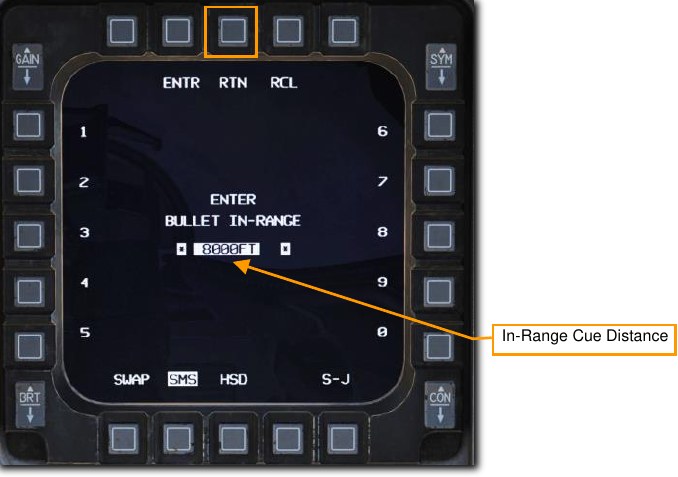 GAIN
SYM
ENTR RTN RCL
1 6
2 7
ENTER
BULLET IN-RANGE
3 8
* 8000FT *
4 9
In-Range Cue Distance
5 0
SWAP SMS HSD S-J
BRT
CON